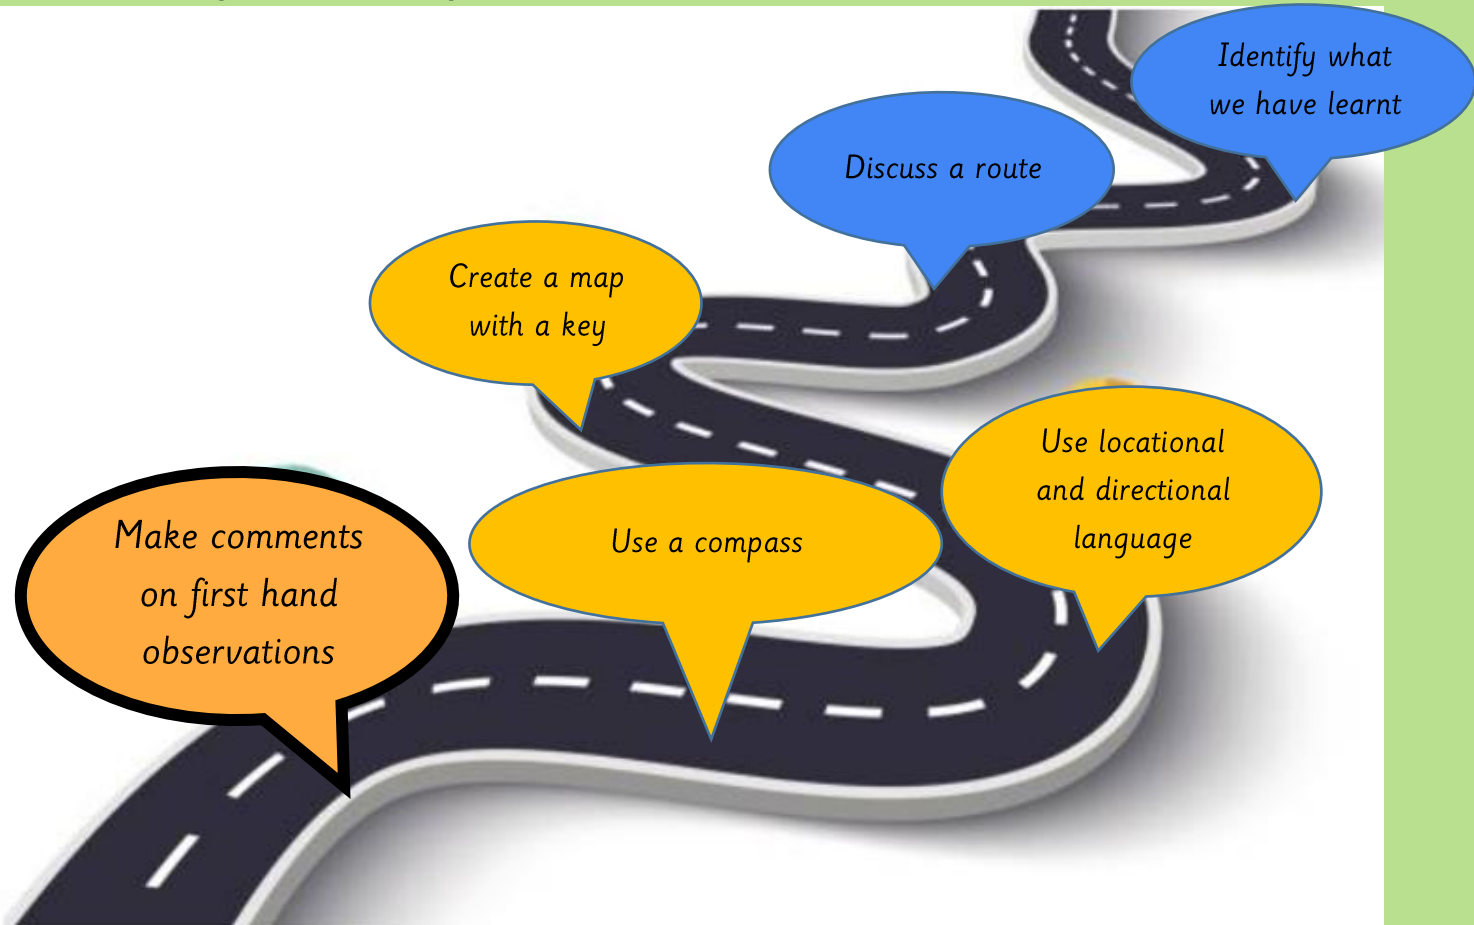 Identify what
we have learnt
Discuss a route
Create a map
with a key
Use locational
and directional
language
Use a compass
Make comments
on first hand
observations